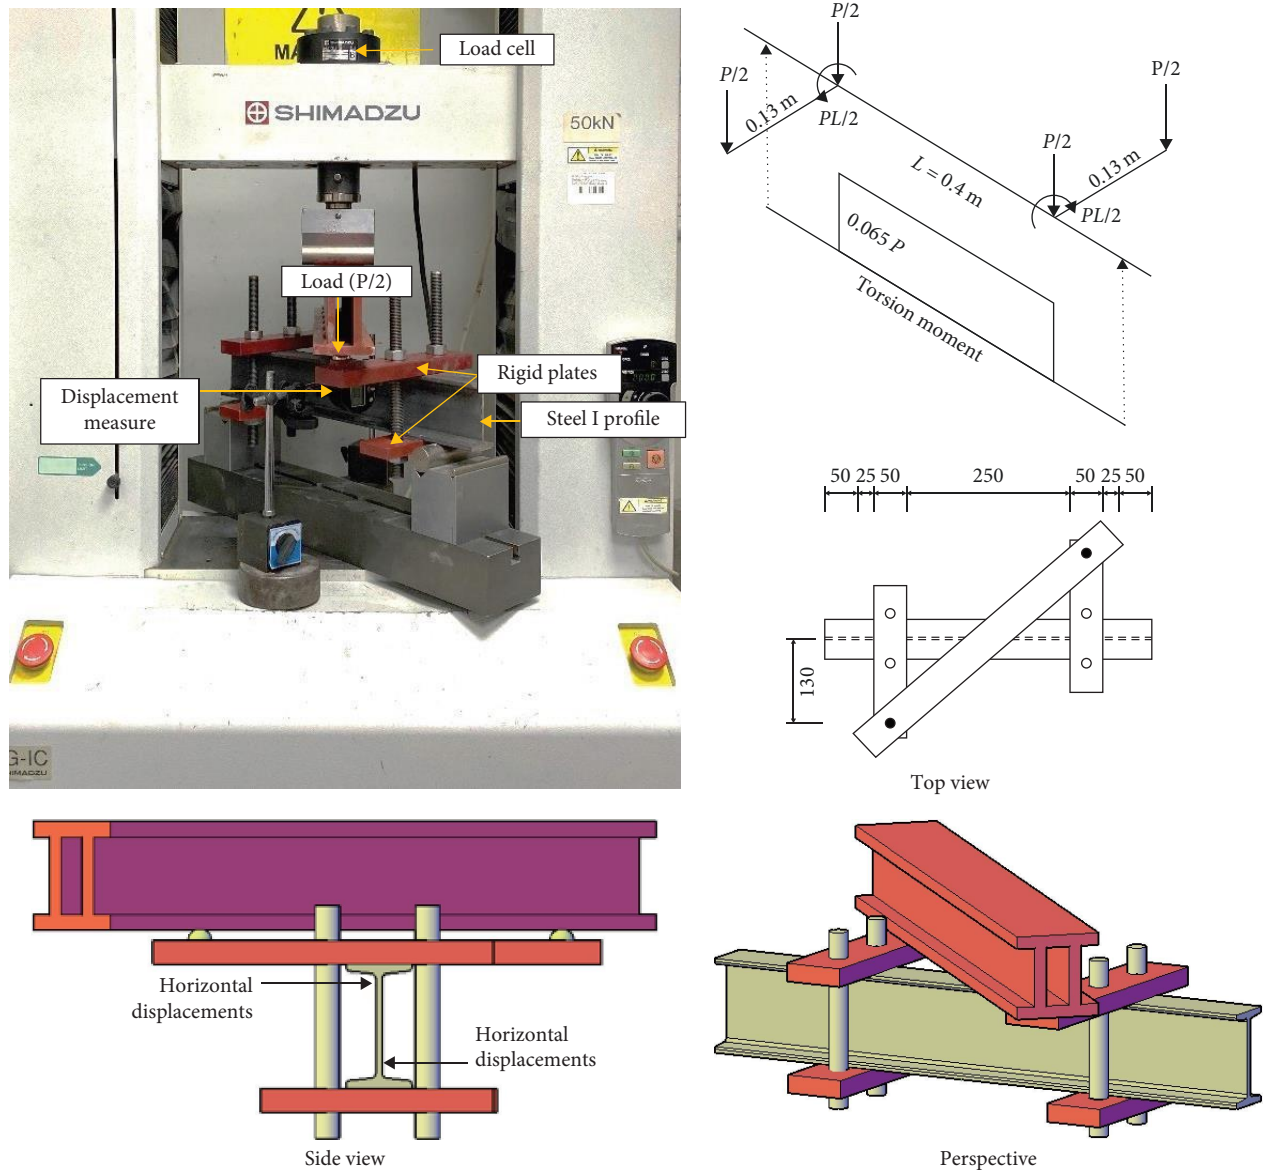 MA
SHIMADZU
Load cell
SHIMADZU
50kN
Load (P/2)
Rigid plates
Displacement
measure
Steel I profile
G-IC
SHIMADZU
P/2
P/2
0.13 m
PL/2
P/2
P/2
L = 0.4 m
0.13 m
PL/2
0.065 P
Torsion moment
50 25 50 250 50 25 50
130
Top view
Horizontal
displacements
Horizontal
displacements
Side view
Perspective